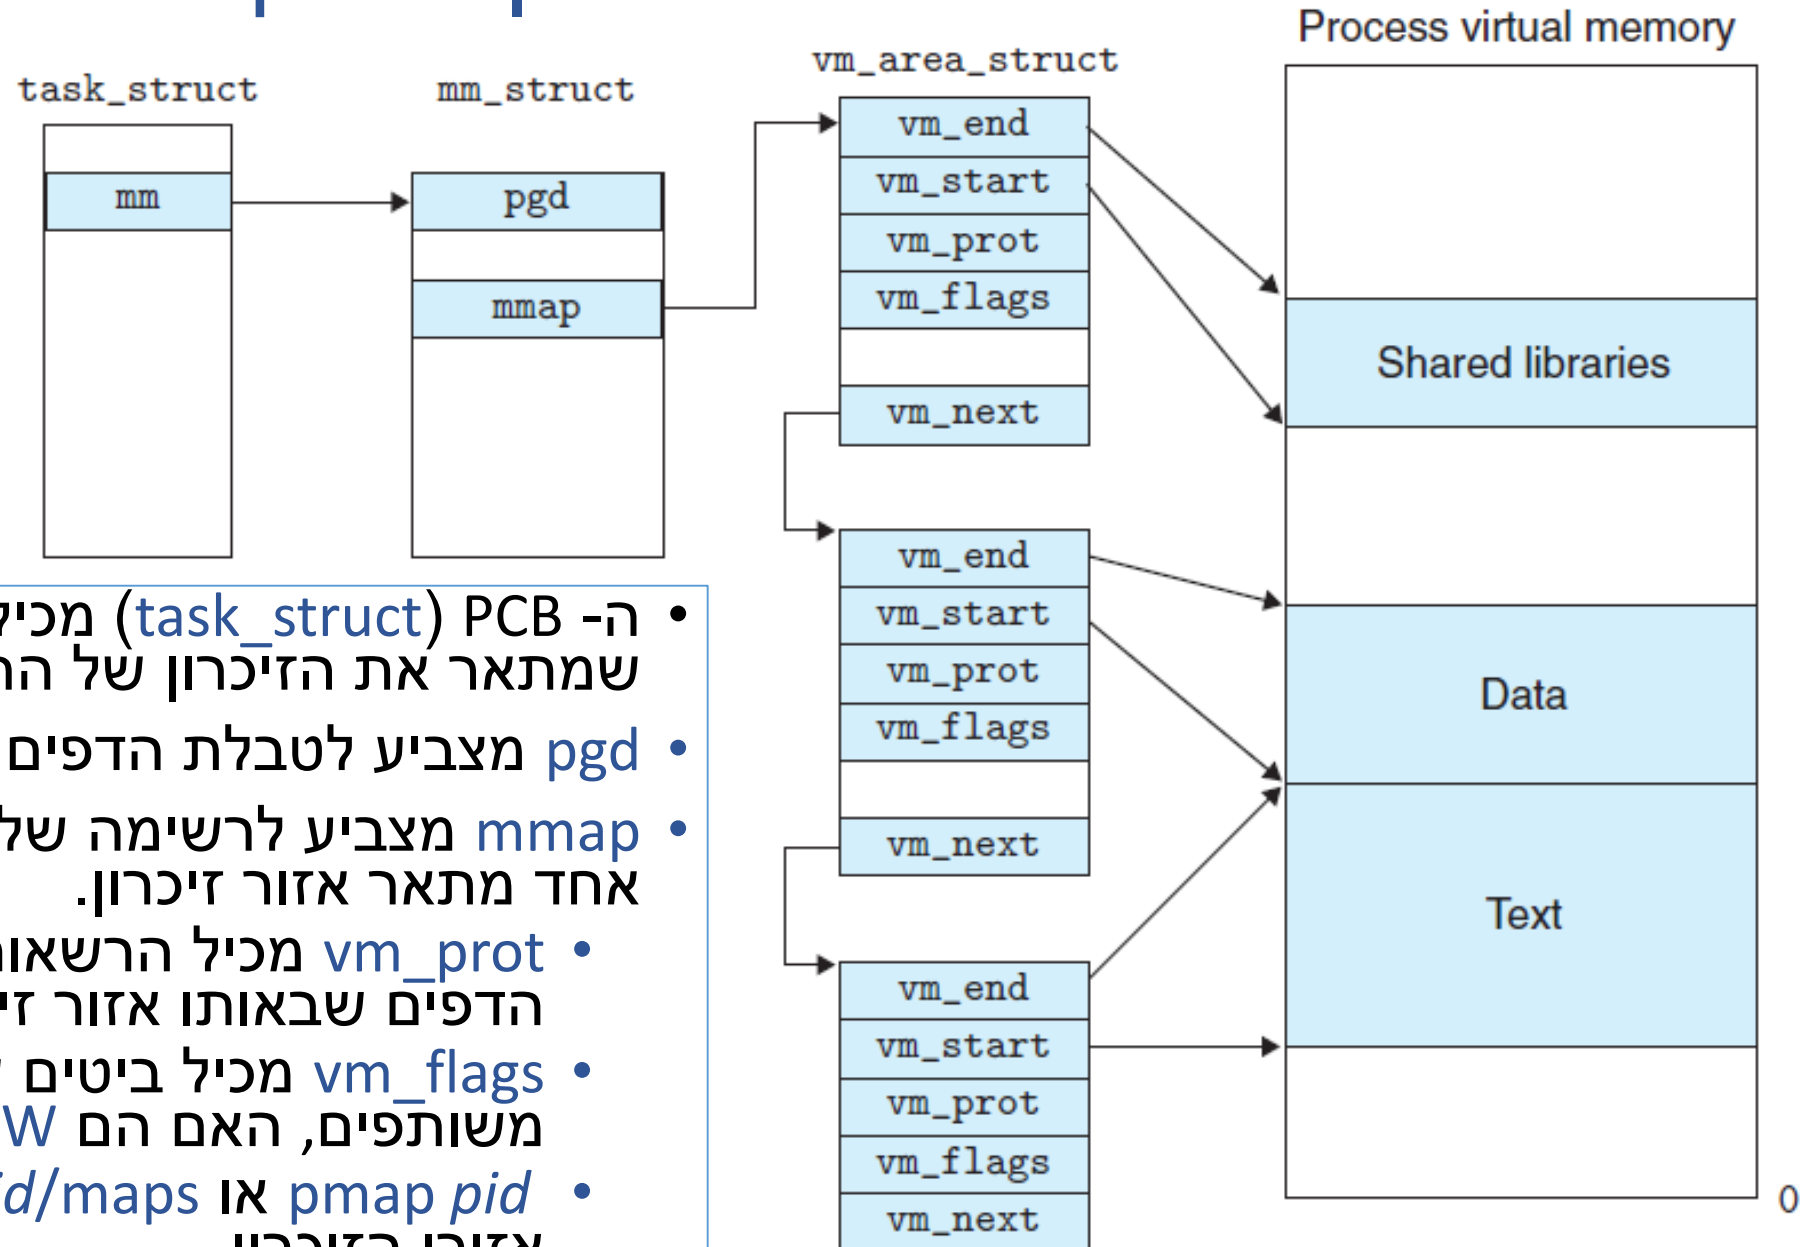 Process virtual memory
vm_area_struct
task_struct
mm_struct
mm
pgd
mmap
vm_end
vm_start
vm_prot
vm_flags
vm_next
vm_end
vm_start
vm_prot
vm_flags
vm_next
vm_end
vm_start
vm_prot
vm_flags
vm_next
Shared libraries
Data
Text
0
• ה- PCB (task_struct) מכיל
שמתאר את הזיכרון של
• pgd מצביע לטבלת הדפים
• mmap מצביע לרשימה של
אחד מתאר אזור זיכרון.
• vm_prot מכיל
הדפים שבאותו אזור
• vm_flags מכיל ביטים
משותפים, האם הם W
• pmap pid או d/maps
אזורי הזיכרון